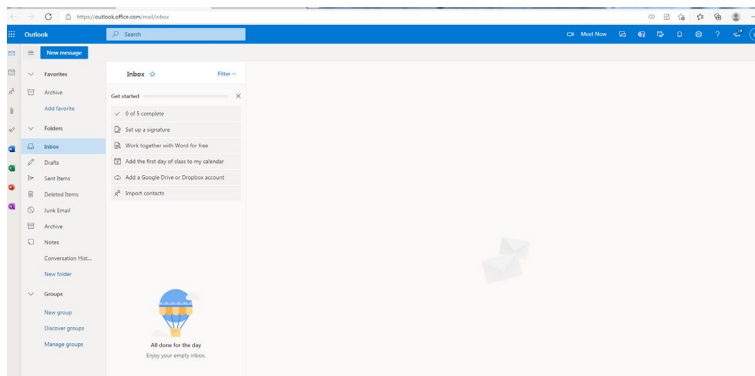 https://outlook.office.com/mail/inbox
Outlook
Search
Meet Now
New message
Favorites
Archive
Add favorite
Folders
Inbox
Drafts
Sent Items
Deleted Items
Junk Email
Archive
Notes
Conversation Hist...
New folder
Groups
New group
Discover groups
Manage groups
Inbox
Filter
Get started
0 of 5 complete
Set up a signature
Work together with Word for free
Add the first day of class to my calendar
Add a Google Drive or Dropbox account
Import contacts
All done for the day
Enjoy your empty inbox.